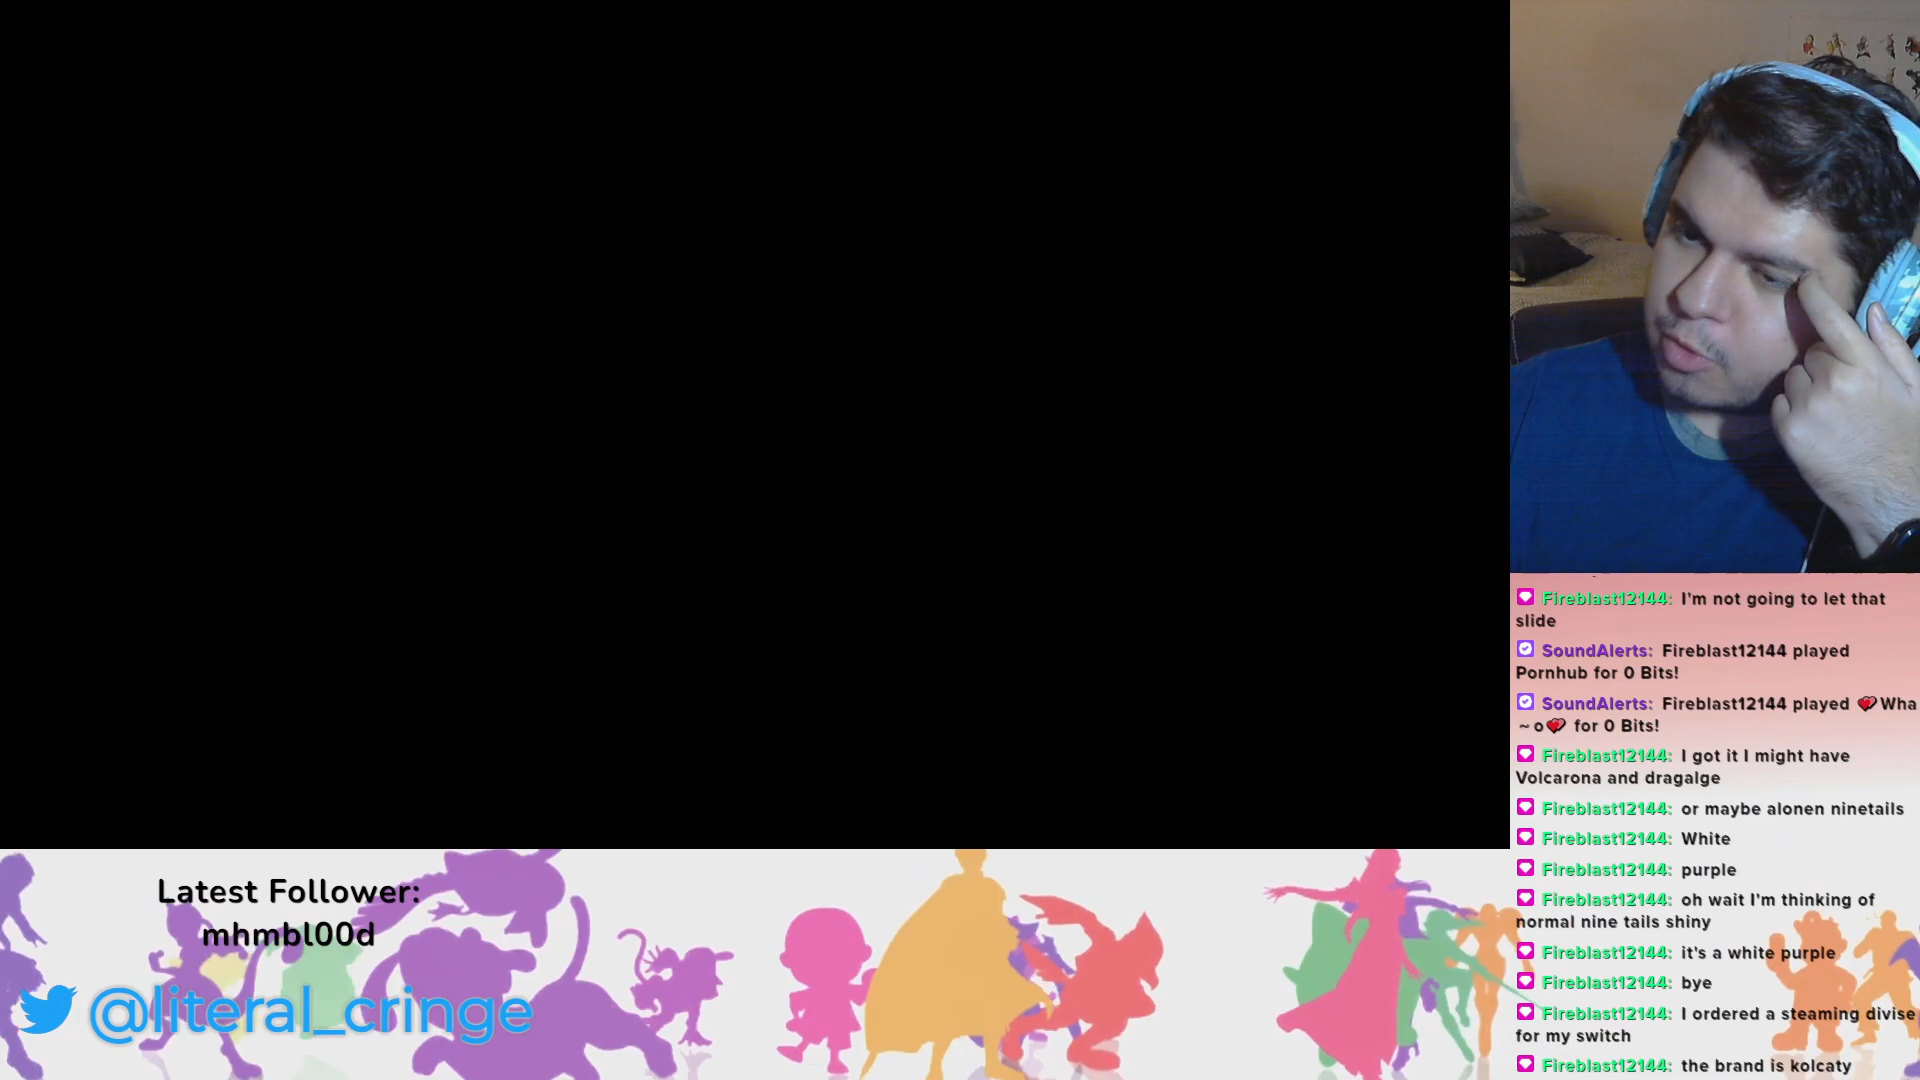 Fireblast12144: I'm not going to let that
slide
SoundAlerts: Fireblast12144 played
Pornhub for 0 Bits!
SoundAlerts: Fireblast12144 played 💕Wha
~o💕 for 0 Bits!
Fireblast12144: I got it I might have
Volcarona and dragalge
Fireblast12144: or maybe alonen ninetails
Fireblast12144: White
Fireblast12144: purple
Fireblast12144: oh wait I'm thinking of
normal nine tails shiny
Fireblast12144: it's a white purple
Fireblast12144: bye
Fireblast12144: I ordered a steaming divise
for my switch
Fireblast12144: the brand is kolcaty
Latest Follower:
mhmbl00d
@literal_cringe